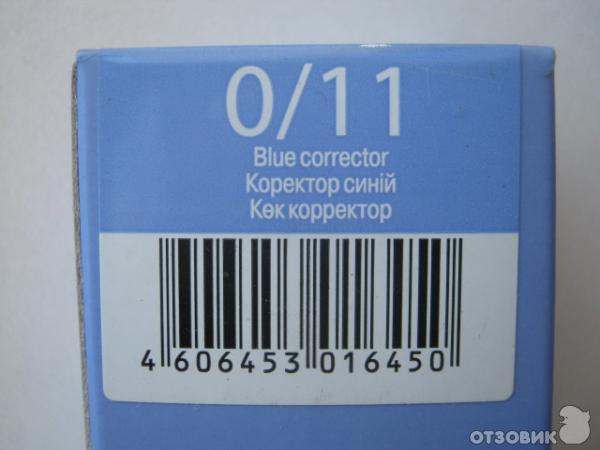 0/11
Blue corrector
Коректор синій
Көк корректор
4 606453 016450
ОТЗОВИК